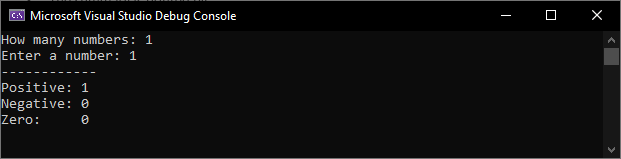 Microsoft Visual Studio Debug Console
How many numbers: 1
Enter a number: 1
------------
Positive: 1
Negative: 0
Zero:     0